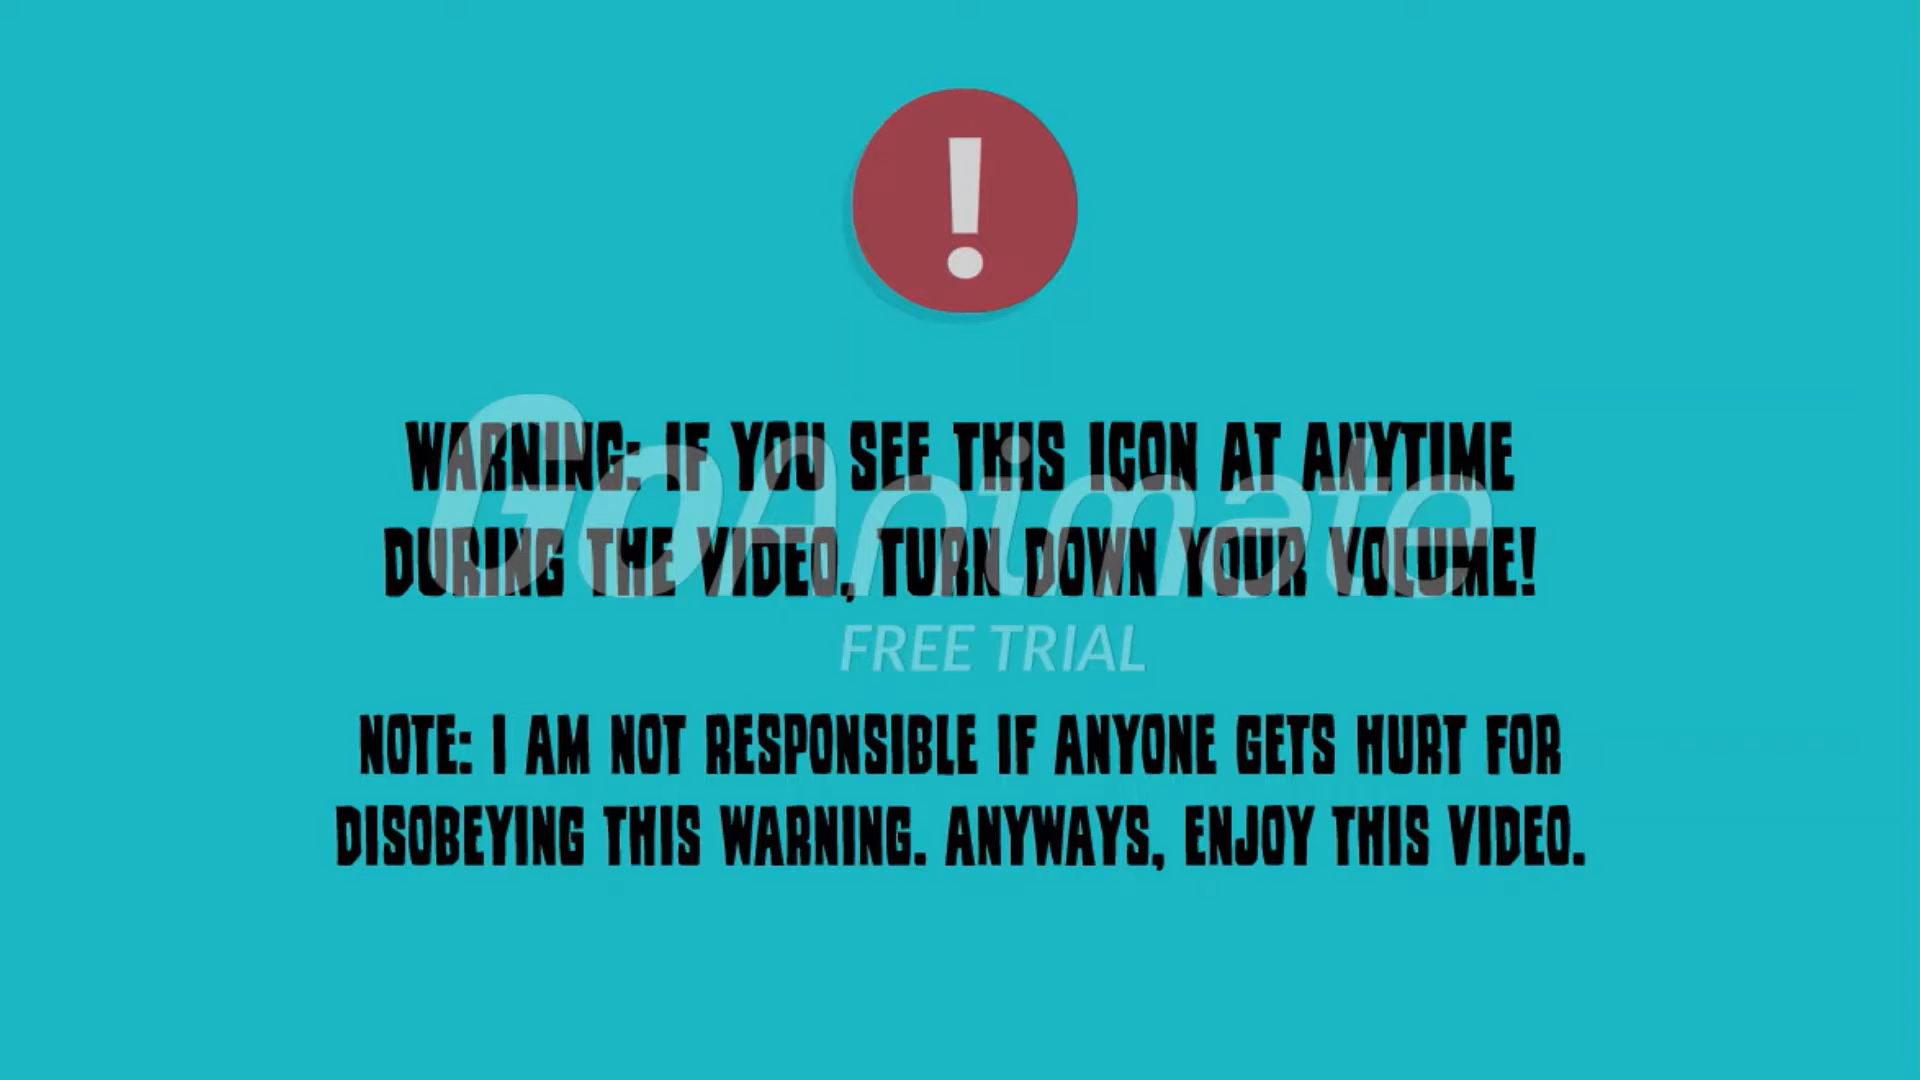 !
WARNING: IF YOU SEE THIS ICON AT ANYTIME
DURING THE VIDEO, TURN DOWN YOUR VOLUME!
GoAnimate
FREE TRIAL
NOTE: I AM NOT RESPONSIBLE IF ANYONE GETS HURT FOR
DISOBEYING THIS WARNING. ANYWAYS, ENJOY THIS VIDEO.